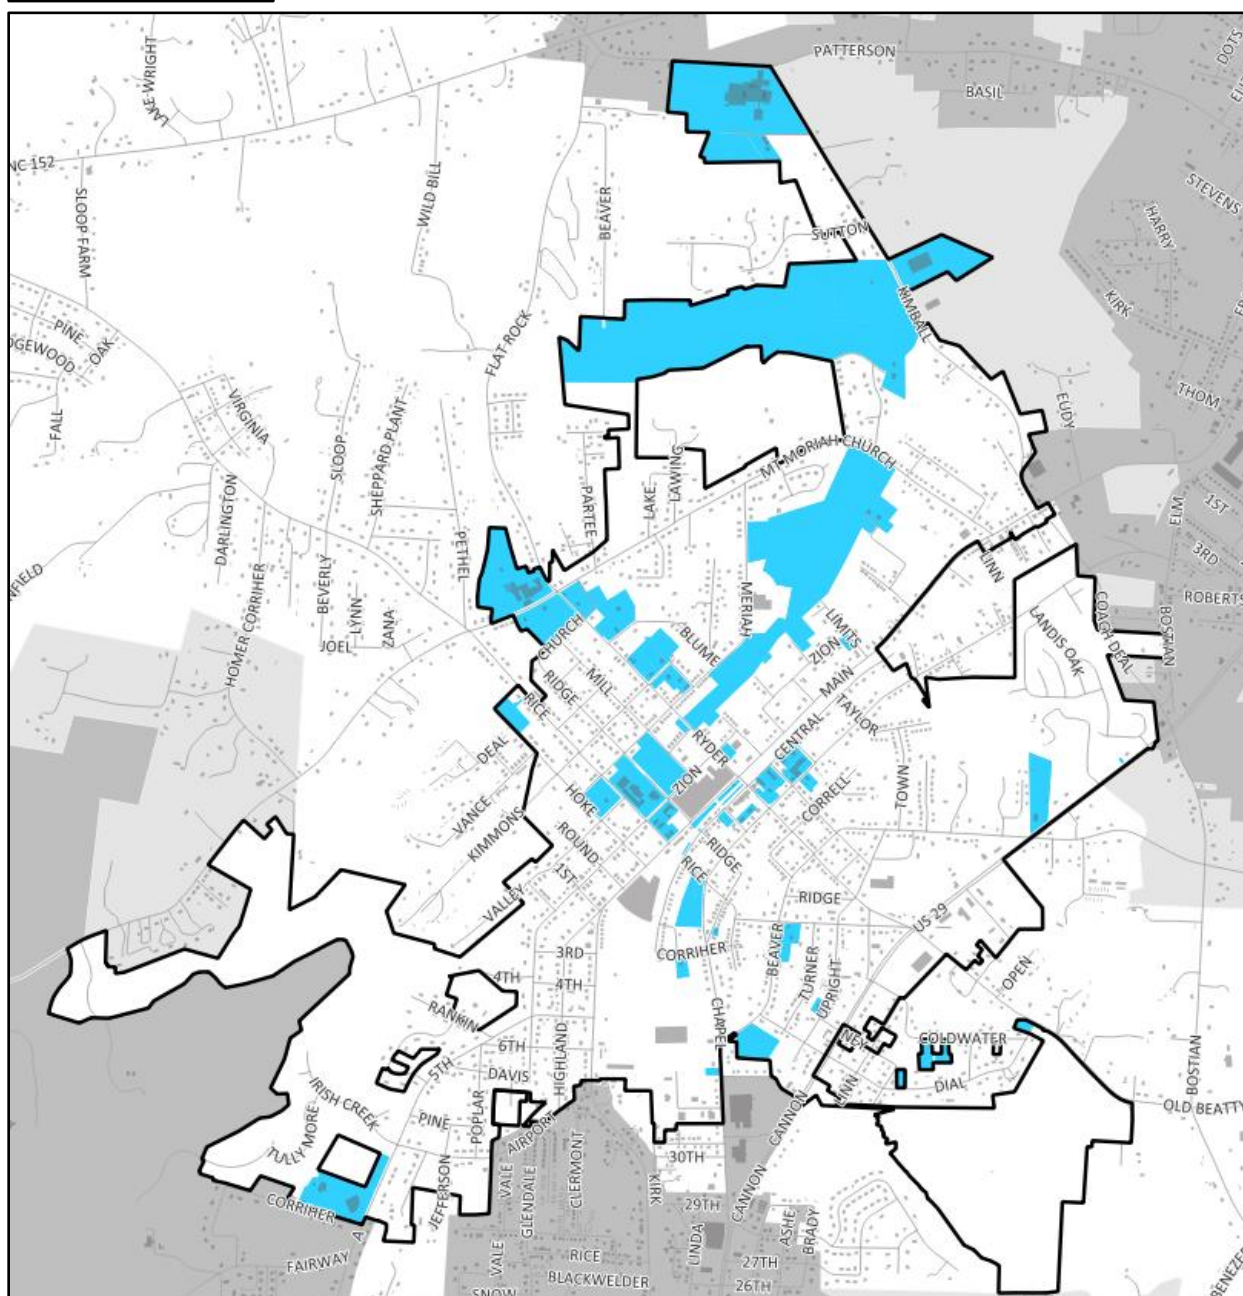 PATTERSON
DOTS
LAKE WRIGHT
BASIL
NC 152
STEVENS
SLOOP FARM
WILD BILL
BEAVER
HARRY
SUTTON
KIRK
KIMBALL
PINE
OAK
FLAT ROCK
THOM
FALL
VIRGINIA
EUDY
SLOOP
SHEPPARD PLANT
MT MORIAH CHURCH
LAWING
LAKE
PARTEE
DARLINGTON
ELM
1ST
3RD
PETHEL
LINN
ROBERTS
BEVERLY
LYNN
ZANA
JOEL
HOMER CORRIHER
MERIAH
LANDIS OAK
COACH DEAL
BOSTIAN
CHURCH
BLUME
LIMITS
ZION
MILL
RIDGE
MAIN
RICE
TAYLOR
CENTRAL
RYDER
DEAL
ZION
HOKE
CORRELL
TOWN
VANCE
KIMMONS
ROUND
1ST
RIDGE
RICE
VALLEY
RIDGE
US 29
3RD
CORRIHER
BEAVER
TURNER
UPRIGHT
OPEN
4TH
4TH
RANKIN
CHAPEL
6TH
HIGHLAND
NEX
COLDWATER
5TH
DAVIS
LINN
DIAL
BOSTIAN
IRISH CREEK
POPLAR
PINE
AIRPORT
CANNON
OLD BEATTY
TULLY MORE
CLERMONT
30TH
VALE
GLENDALE
JEFFERSON
KIRK
CANNON
29TH
CORRIHER
A
ASHE
BRADY
LINDA
FAIRWAY
RICE
VALE
27TH
BLACKWELDER
26TH
SNOW